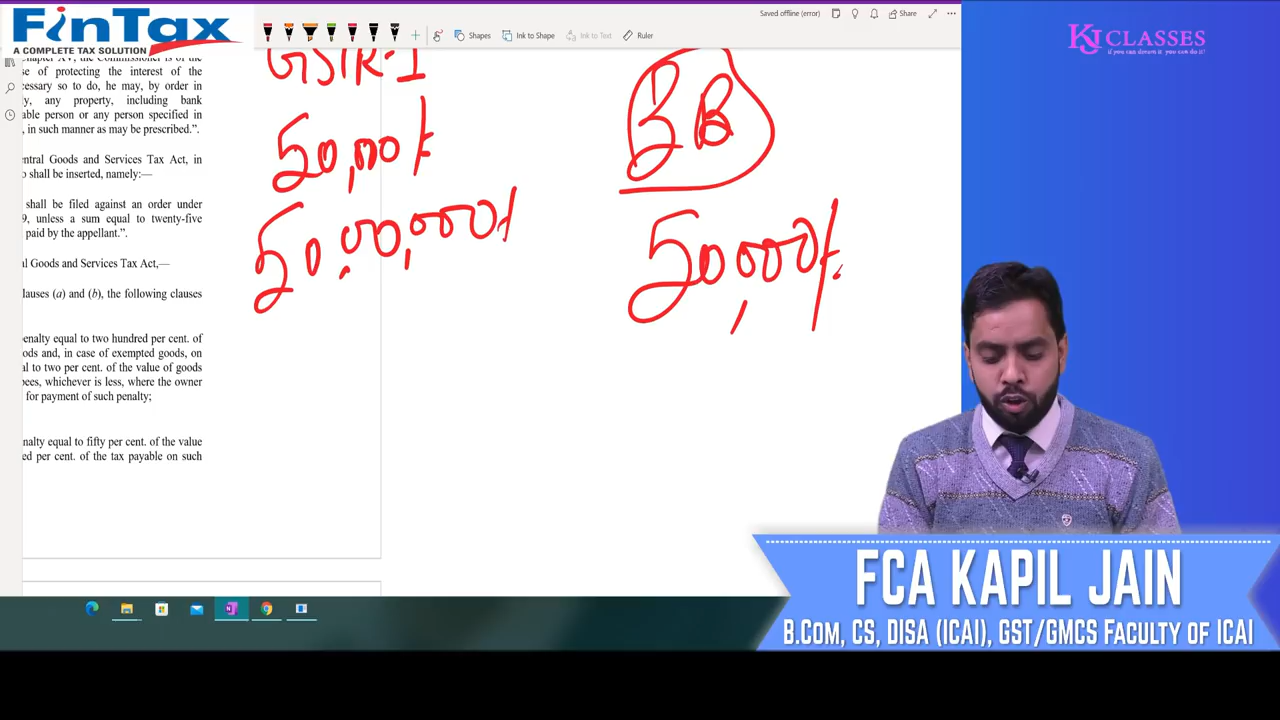 FinTax
A COMPLETE TAX SOLUTION
Saved offline (error)
Share
Shapes
Ink to Shape
Ink to Text
Ruler
KJ CLASSES
if you can dream it you can do it!
Chapter XV, the Commissioner is of the
se of protecting the interest of the
cessary so to do, he may, by order in
y, any property, including bank
able person or any person specified in
, in such manner as may be prescribed.”.
entral Goods and Services Tax Act, in
o shall be inserted, namely:—
shall be filed against an order under
9, unless a sum equal to twenty-five
paid by the appellant.”.
al Goods and Services Tax Act,—
lauses (a) and (b), the following clauses
penalty equal to two hundred per cent. of
ods and, in case of exempted goods, on
al to two per cent. of the value of goods
pees, whichever is less, where the owner
for payment of such penalty;
nalty equal to fifty per cent. of the value
ed per cent. of the tax payable on such
GSTR-1
50,00/-
50,00,000/-
3B
50,000/-
FCA KAPIL JAIN
B.COM, CS, DISA (ICAI), GST/GMCS FACULTY OF ICAI